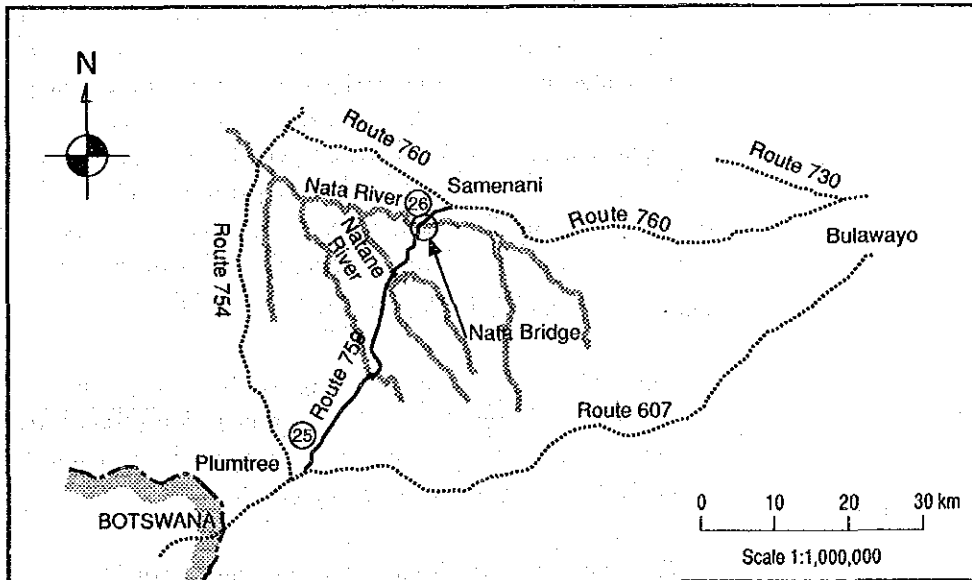 N
Route 760
Route 730
Nata River
26
Samenani
Route 760
Natane
River
Bulawayo
Route 754
Nata Bridge
Route 759
Route 607
25
Plumtree
BOTSWANA
0 10 20 30 km
Scale 1:1,000,000